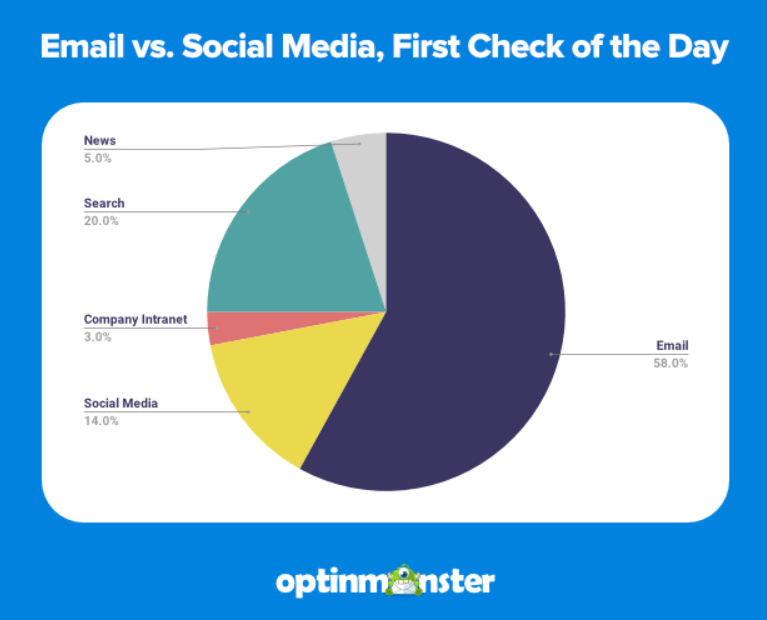 Email vs. Social Media, First Check of the Day
News
5.0%
Search
20.0%
Company Intranet
3.0%
Social Media
14.0%
Email
58.0%
optinmonster